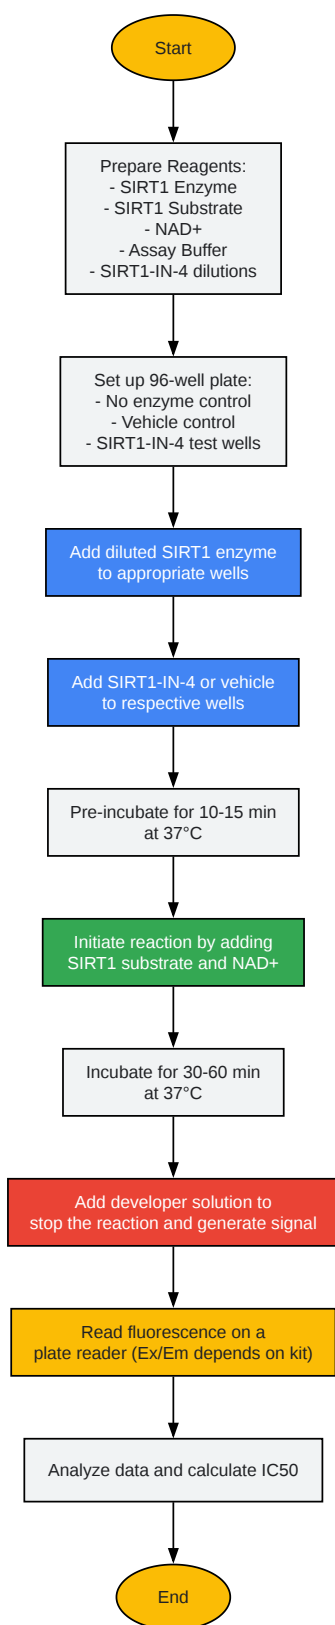 Start
Prepare Reagents:
- SIRT1 Enzyme
- SIRT1 Substrate
- NAD+
- Assay Buffer
- SIRT1-IN-4 dilutions
Set up 96-well plate:
- No enzyme control
- Vehicle control
- SIRT1-IN-4 test wells
Add diluted SIRT1 enzyme
to appropriate wells
Add SIRT1-IN-4 or vehicle
to respective wells
Pre-incubate for 10-15 min
at 37°C
Initiate reaction by adding
SIRT1 substrate and NAD+
Incubate for 30-60 min
at 37°C
Add developer solution to
stop the reaction and generate signal
Read fluorescence on a
plate reader (Ex/Em depends on kit)
Analyze data and calculate IC50
End